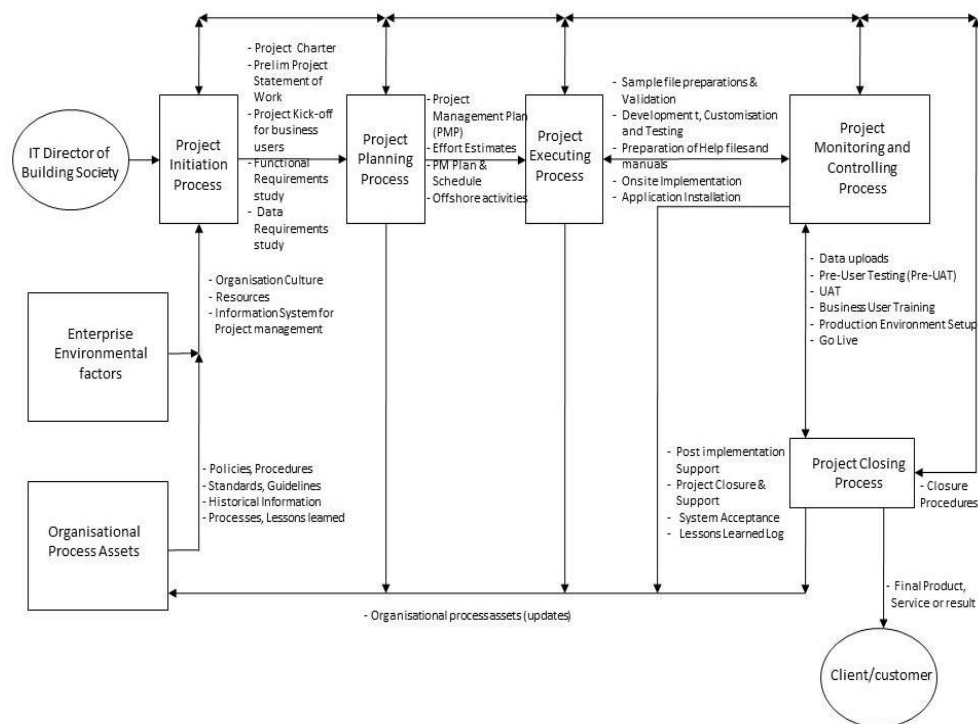 - Project Charter
- Prelim Project
Statement of
Work
- Project Kick-off
for business
users
- Functional
Requirements
study
- Data
Requirements
study
IT Director of
Building Society
Project
Initiation
Process
Project
Planning
Process
- Project
Management Plan
(PMP)
- Effort Estimates
- PM Plan &
Schedule
- Offshore activities
Project
Executing
Process
- Sample file preparations &
Validation
- Development t, Customisation
and Testing
- Preparation of Help files and
manuals
- Onsite Implementation
- Application Installation
Project
Monitoring and
Controlling
Process
- Organisation Culture
- Resources
- Information System for
Project management
- Data uploads
- Pre-User Testing (Pre-UAT)
- UAT
- Business User Training
- Production Environment Setup
- Go Live
Enterprise
Environmental
factors
- Policies, Procedures
- Standards, Guidelines
- Historical Information
- Processes, Lessons learned
- Post implementation
Support
- Project Closure &
Support
- System Acceptance
- Lessons Learned Log
Project Closing
Process
- Closure
Procedures
Organisational
Process Assets
- Organisational process assets (updates)
- Final Product,
Service or result
Client/customer